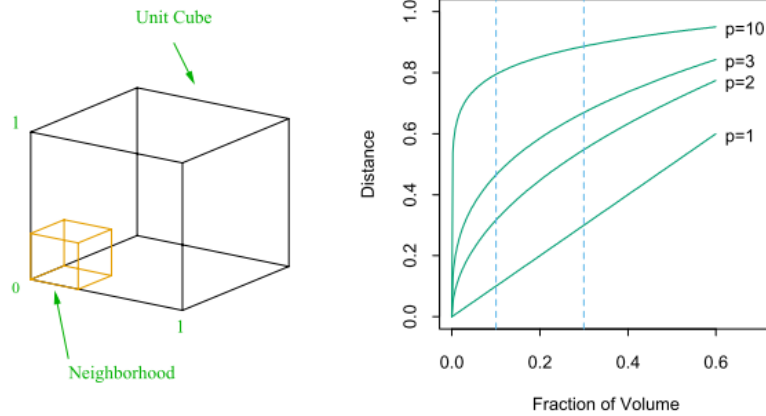 Unit Cube
1
0
1
Neighborhood
Distance
1.0
0.8
0.6
0.4
0.2
0.0
p=10
p=3
p=2
p=1
0.0 0.2 0.4 0.6
Fraction of Volume